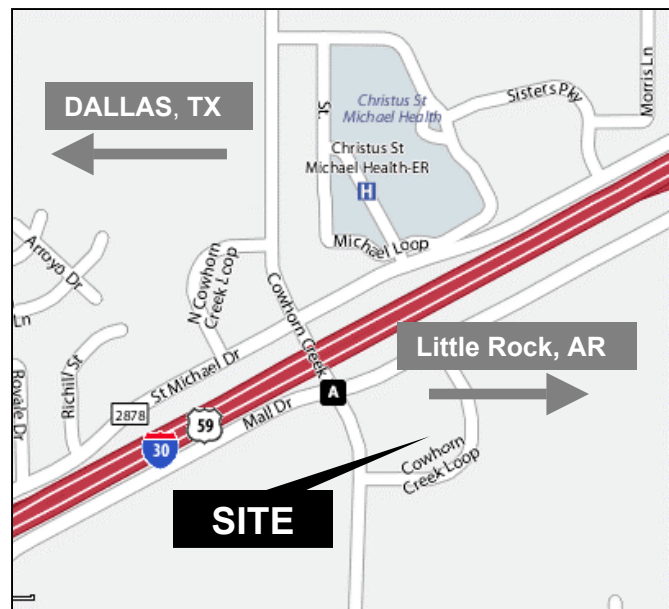 Morris Ln
DALLAS, TX
Christus St
Michael Health
Sisters Pky
St.
Christus St
Michael Health-ER
H
Michael Loop
Arroyo Dr
N Cowhorn
Creek Loop
Cowhorn Creek
Ln
Little Rock, AR
St Michael Dr
Richill St
Royale Dr
A
2878
59
Mall Dr
30
Cowhorn
Creek Loop
SITE